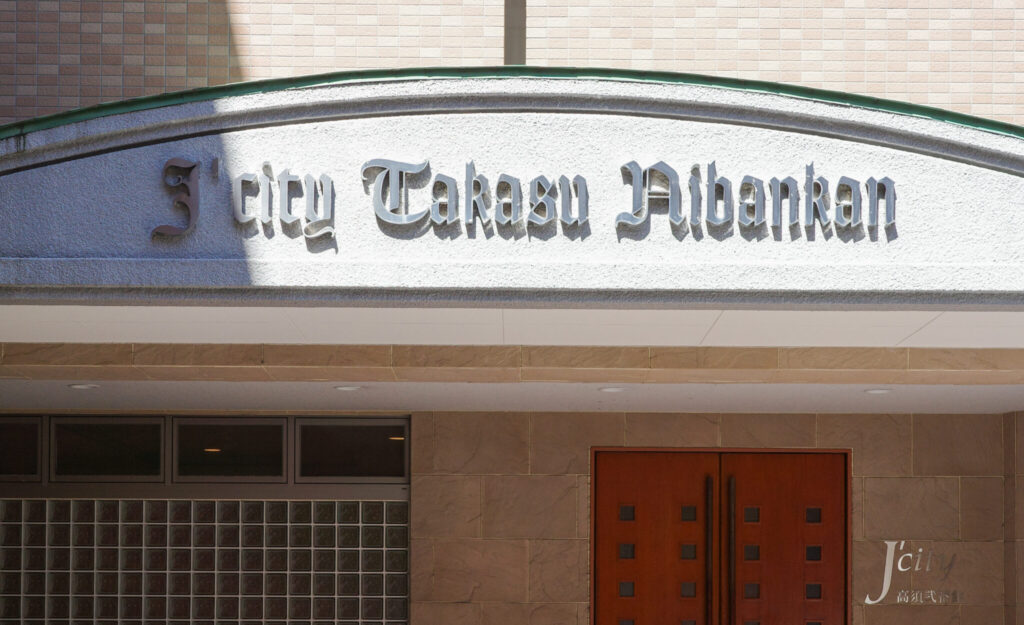 J'city Takasu Nibankan
J'city
高須弐番館